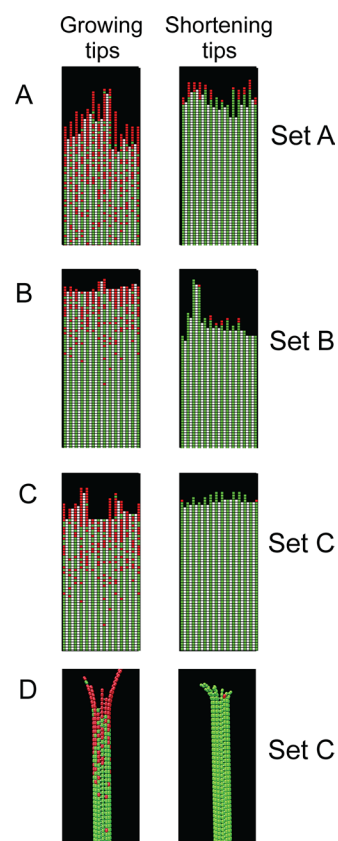 Growing tips
Shortening tips
A
Set A
B
Set B
C
Set C
D
Set C